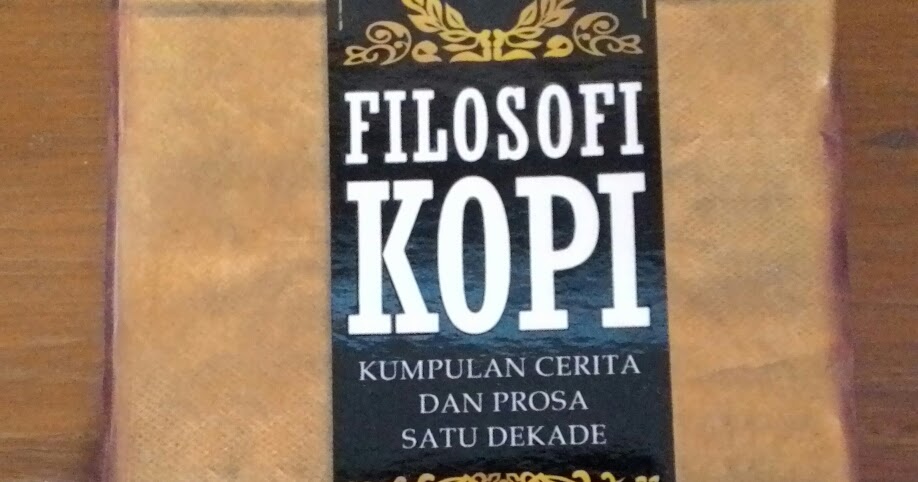 FILOSOFI
KOPI
KUMPULAN CERITA
DAN PROSA
SATU DEKADE